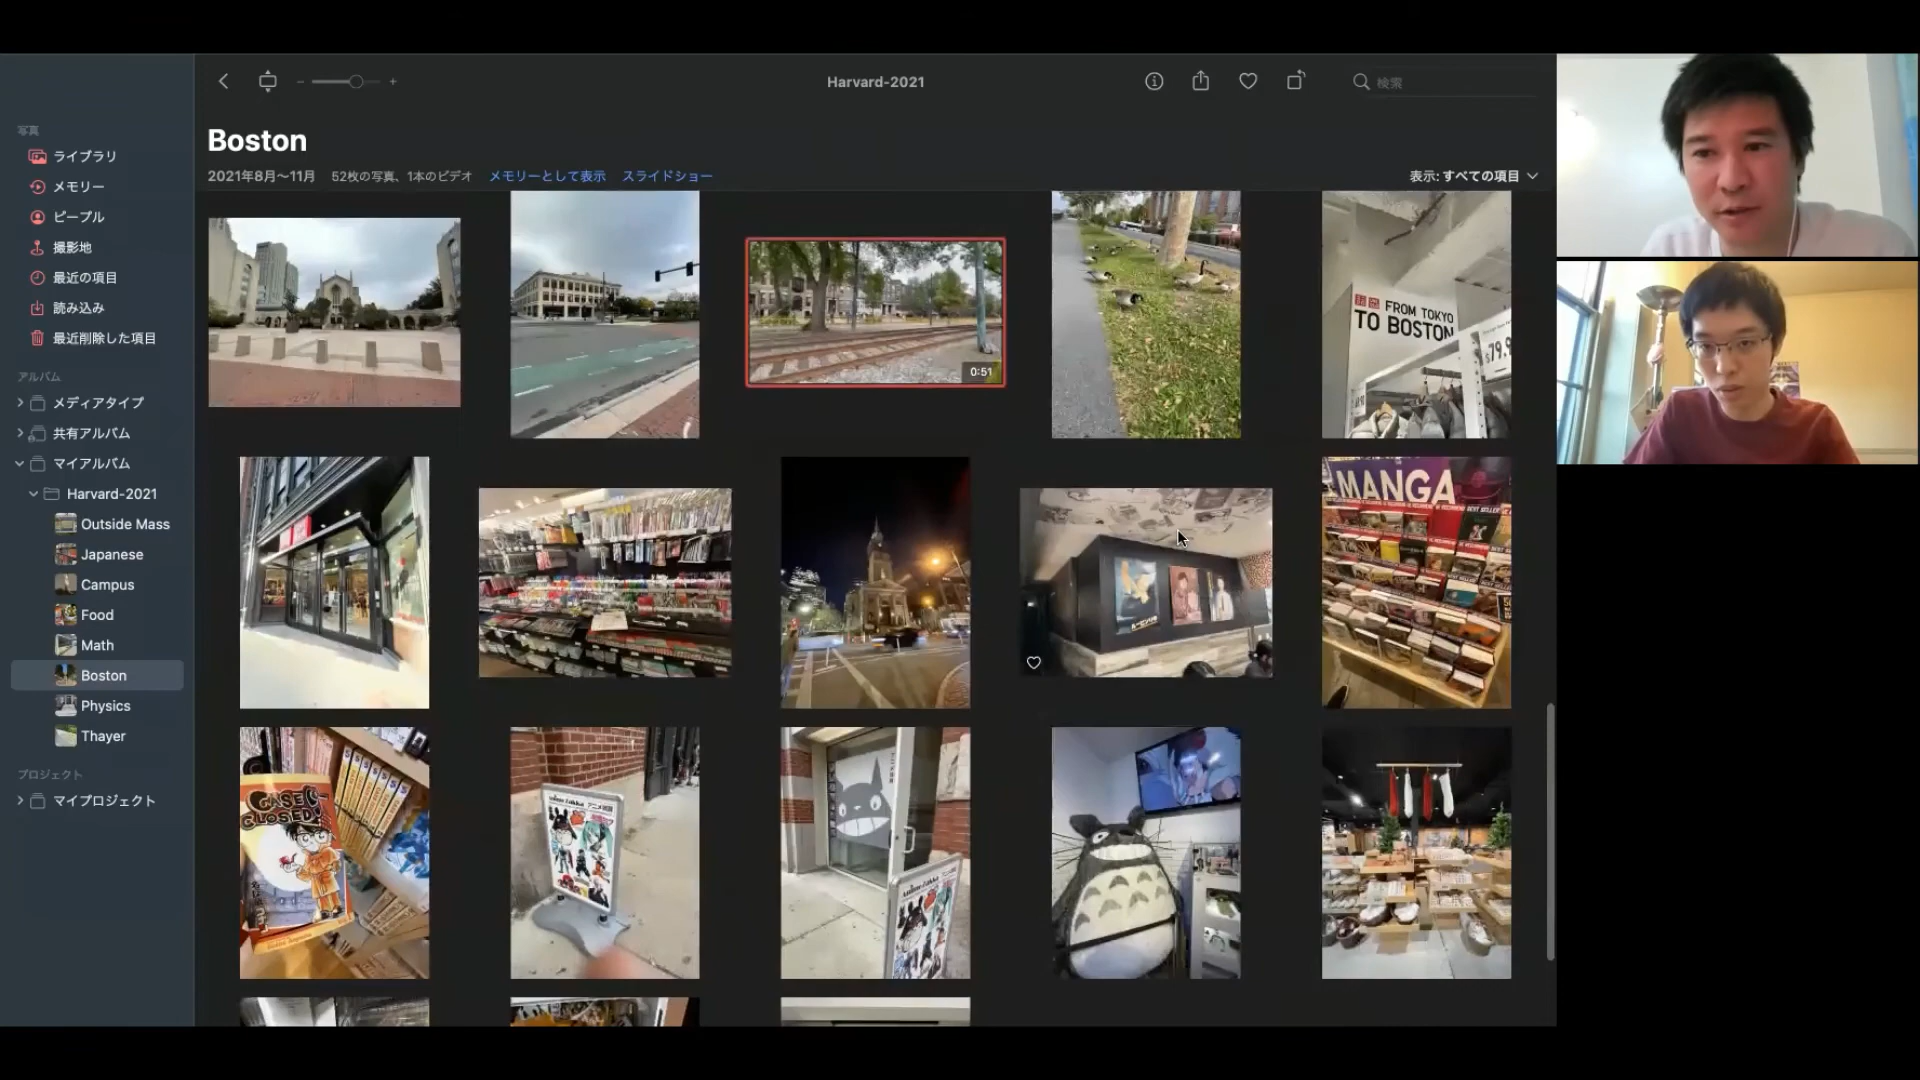 Harvard-2021
検索
Boston
2021年8月〜11月 52枚の写真、1本のビデオ メモリーとして表示 スライドショー
表示: すべての項目
写真
ライブラリ
メモリー
ピープル
撮影地
最近の項目
読み込み
最近削除した項目
アルバム
メディアタイプ
共有アルバム
マイアルバム
Harvard-2021
Outside Mass
Japanese
Campus
Food
Math
Boston
Physics
Thayer
プロジェクト
マイプロジェクト
0:51
FROM TOKYO
TO BOSTON
MANGA
CASE
CLOSED!
アニメ雑貨